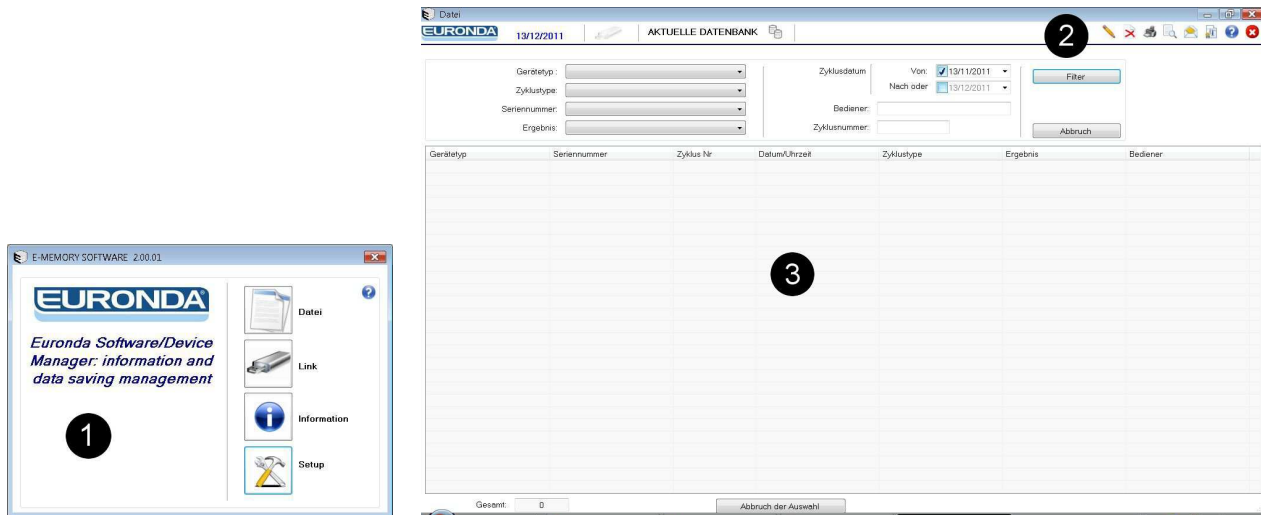 E-MEMORY SOFTWARE 2.00.01
EURONDA
Euronda Software/Device
Manager: information and
data saving management
1
Datei
Link
Information
Setup
Datei
EURONDA
13/12/2011
AKTUELLE DATENBANK
2
Gerätetyp :
Zyklustype:
Seriennummer:
Ergebnis:
Zyklusdatum
Von: 13/11/2011
Nach oder 13/12/2011
Bediener:
Zyklusnummer:
Filter
Abbruch
Gerätetyp Seriennummer Zyklus Nr Datum/Uhrzeit Zyklustype Ergebnis Bediener
3
Gesamt: 0
Abbruch der Auswahl